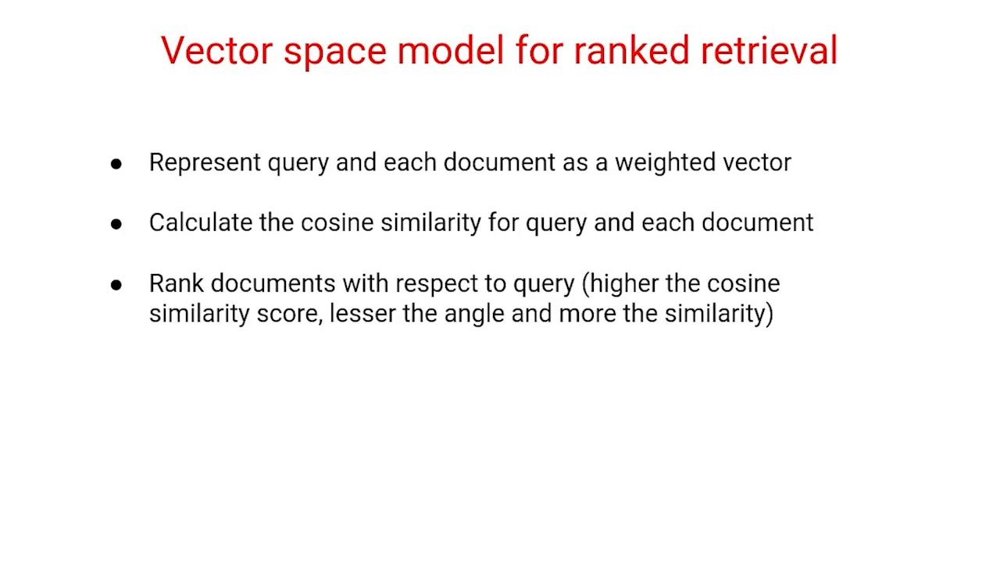 Vector space model for ranked retrieval
● Represent query and each document as a weighted vector
● Calculate the cosine similarity for query and each document
● Rank documents with respect to query (higher the cosine
similarity score, lesser the angle and more the similarity)